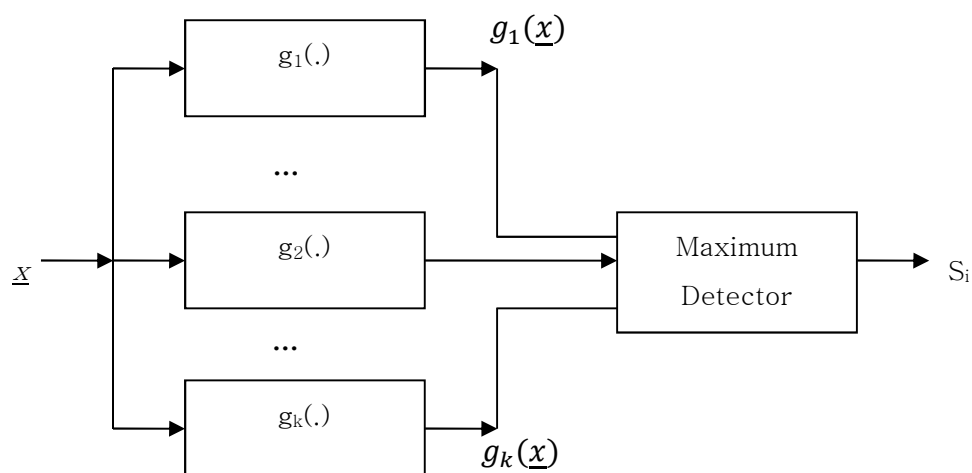 g₁(x)
g₁(.)
...
g₂(.)
Maximum
Detector
x
Sᵢ
...
gₖ(.)
gₖ(x)